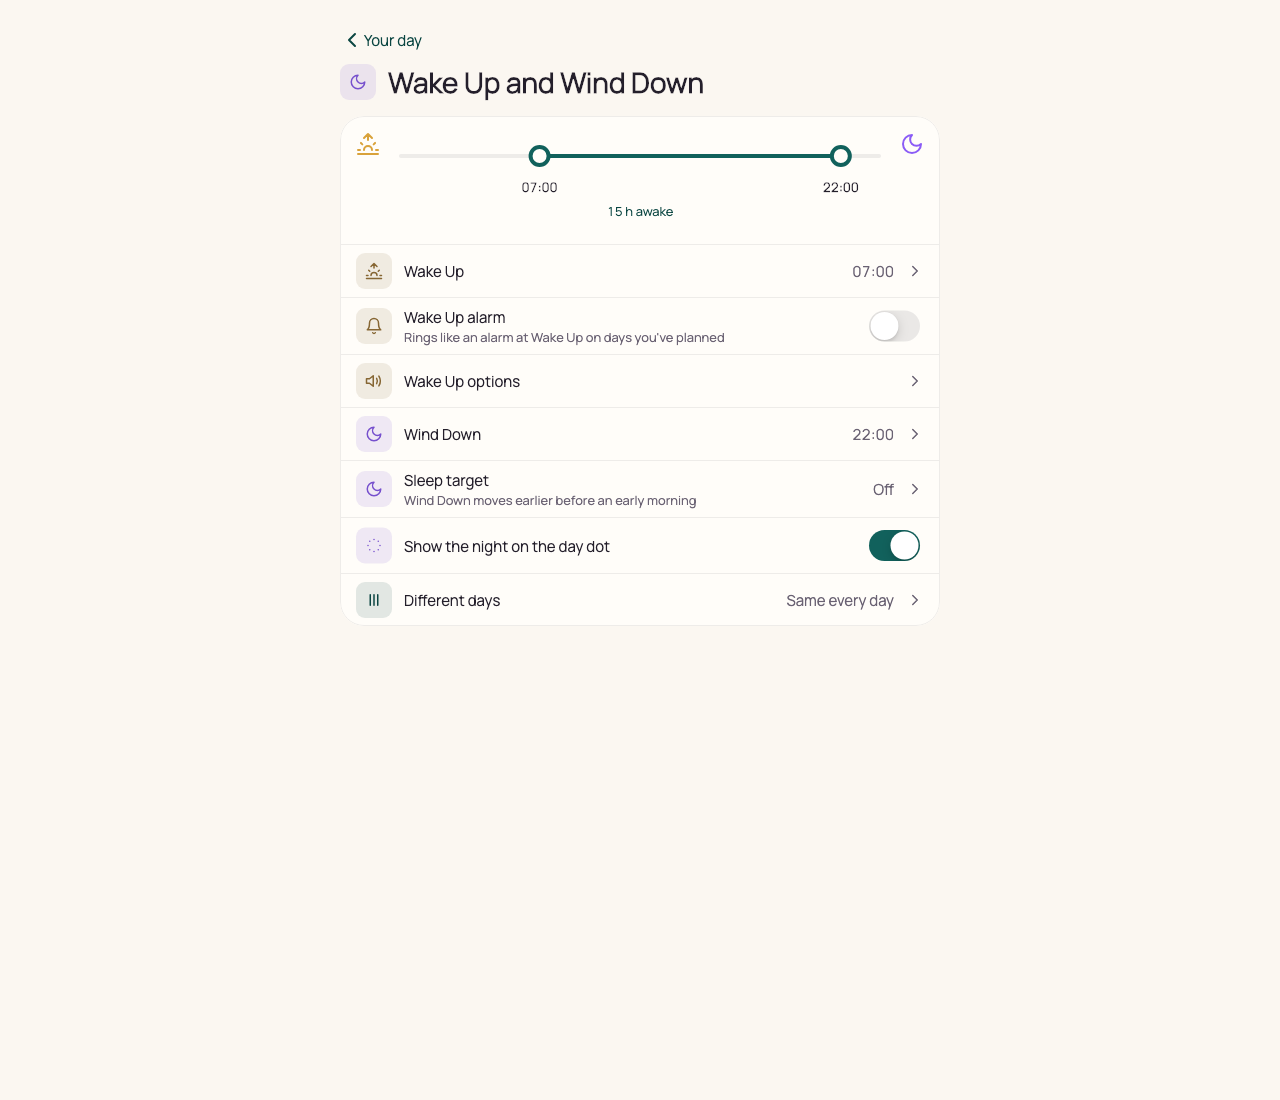 Your day
Wake Up and Wind Down
07:00 22:00
15 h awake
Wake Up 07:00
Wake Up alarm
Rings like an alarm at Wake Up on days you've planned
Wake Up options
Wind Down 22:00
Sleep target
Wind Down moves earlier before an early morning
Off
Show the night on the day dot
Different days Same every day